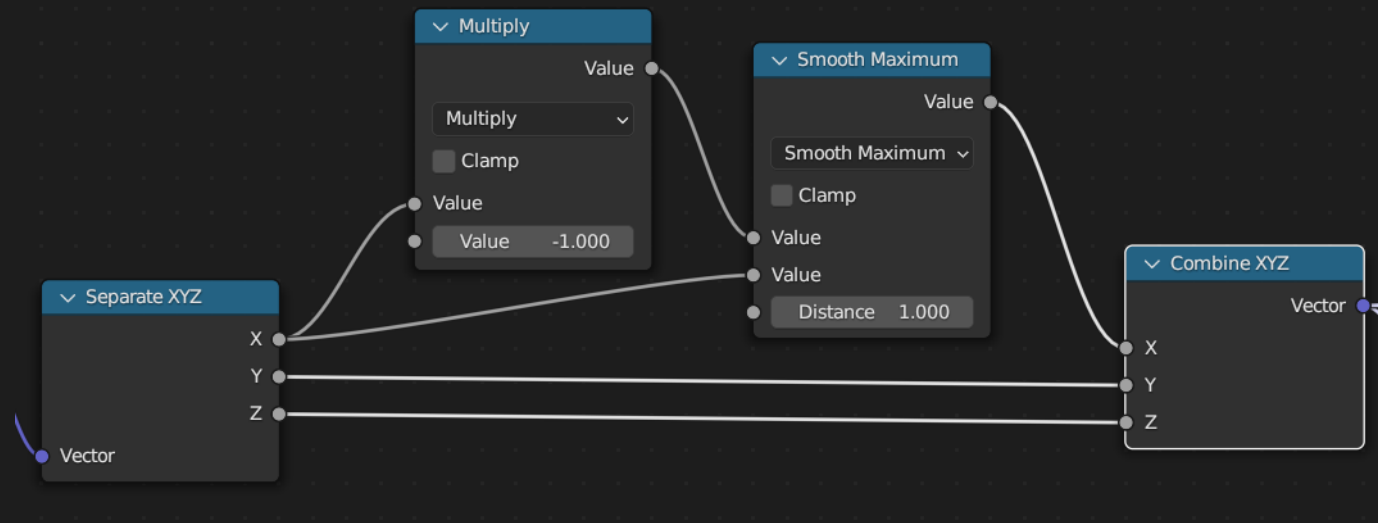 Multiply
Value
Multiply
Clamp
Value
Value -1.000
Smooth Maximum
Value
Smooth Maximum
Clamp
Value
Value
Distance 1.000
Separate XYZ
X
Y
Z
Vector
Combine XYZ
Vector
X
Y
Z